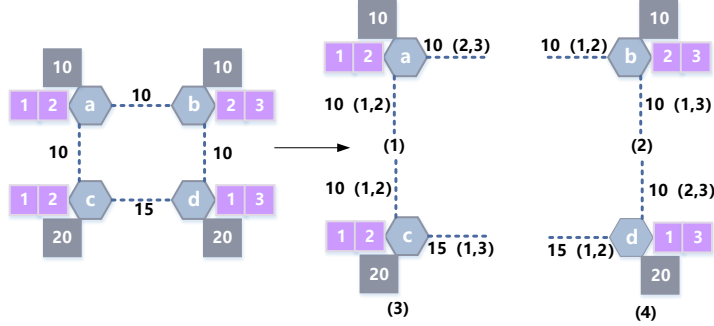 10 10
1 2 a 10 b 2 3
10 10
1 2 c 15 d 1 3
20 20
10
1 2 a 10 (2,3)
10 (1,2)
(1)
10
10 (1,2) b 2 3
10 (1,3)
(2)
10 (1,2)
1 2 c 15 (1,3)
20
(3)
10 (2,3)
15 (1,2) d 1 3
20
(4)